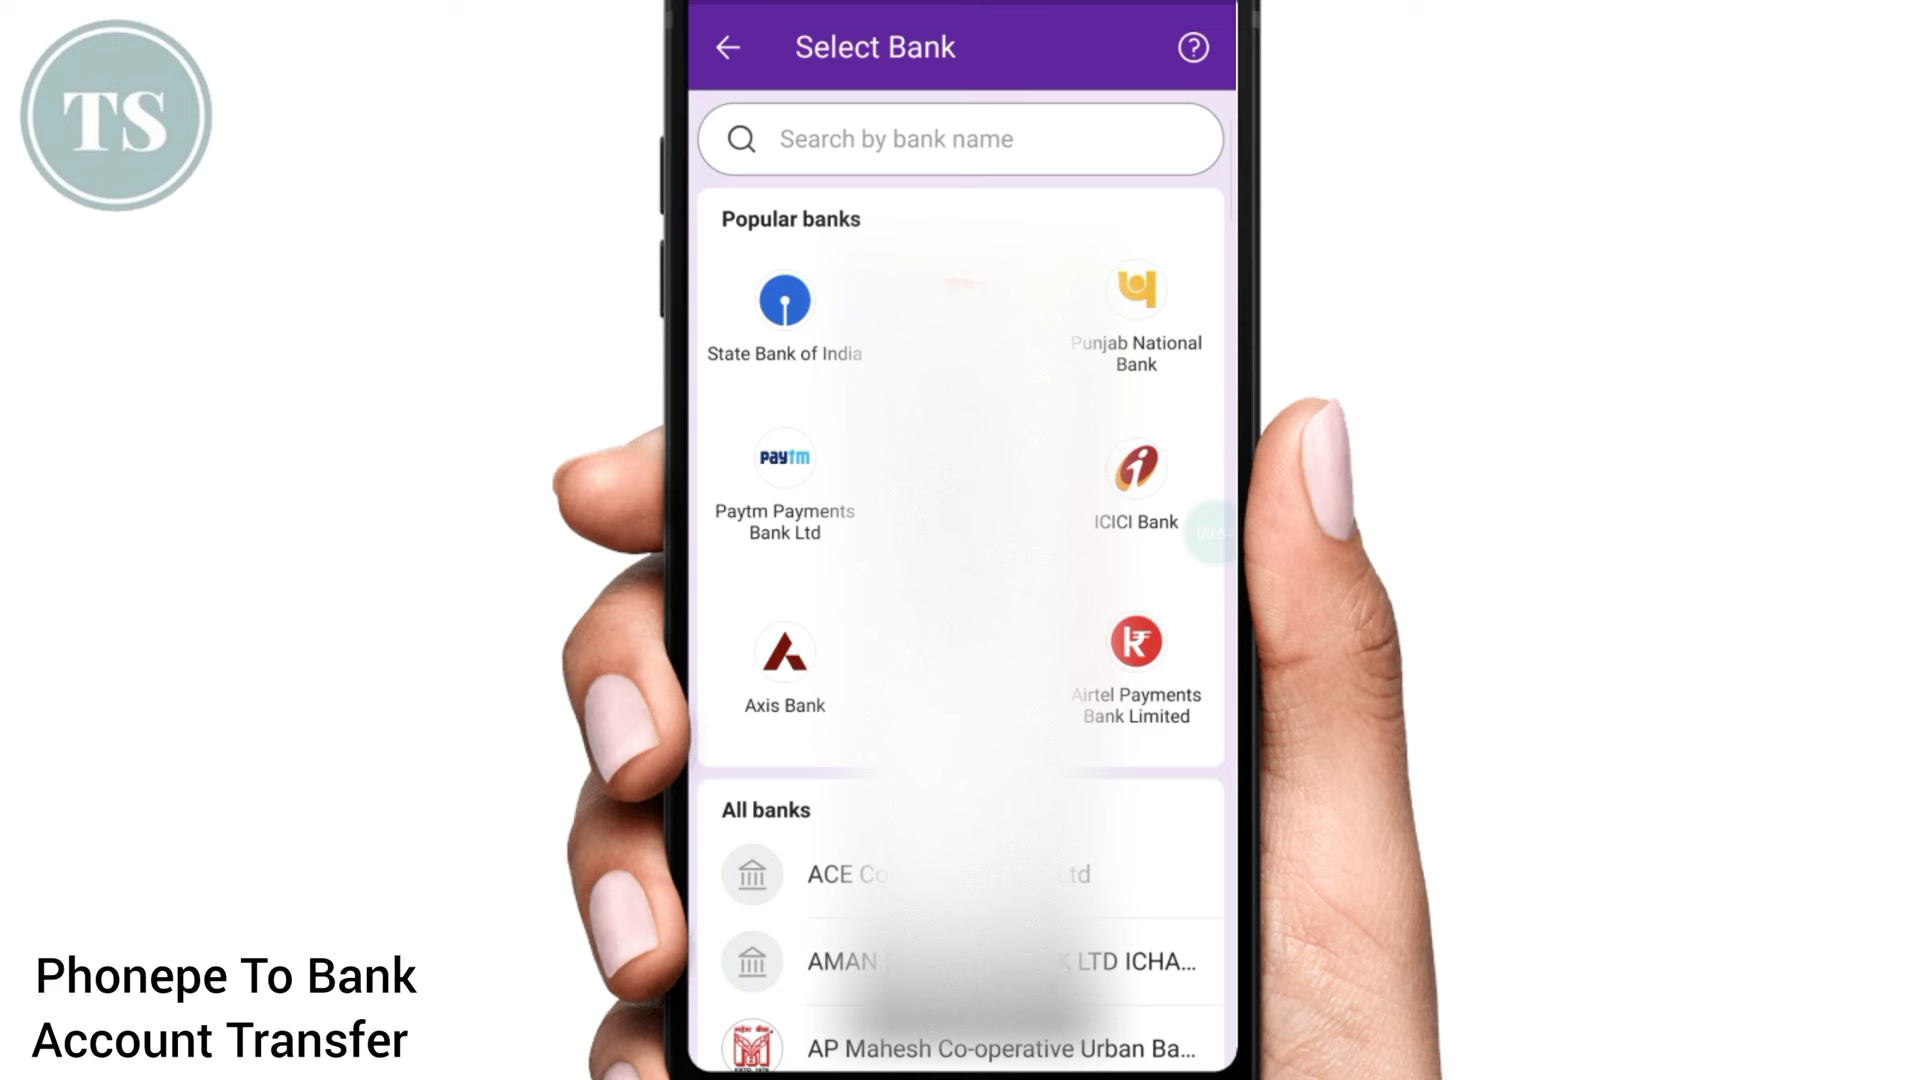 TS
Select Bank
Search by bank name
Popular banks
State Bank of India
Punjab National
Bank
paytm
Paytm Payments
Bank Ltd
ICICI Bank
Axis Bank
Airtel Payments
Bank Limited
All banks
ACE Ltd
AMAN LTD ICHA...
AP Mahesh Co-operative Urban Ba...
Phonepe To Bank
Account Transfer